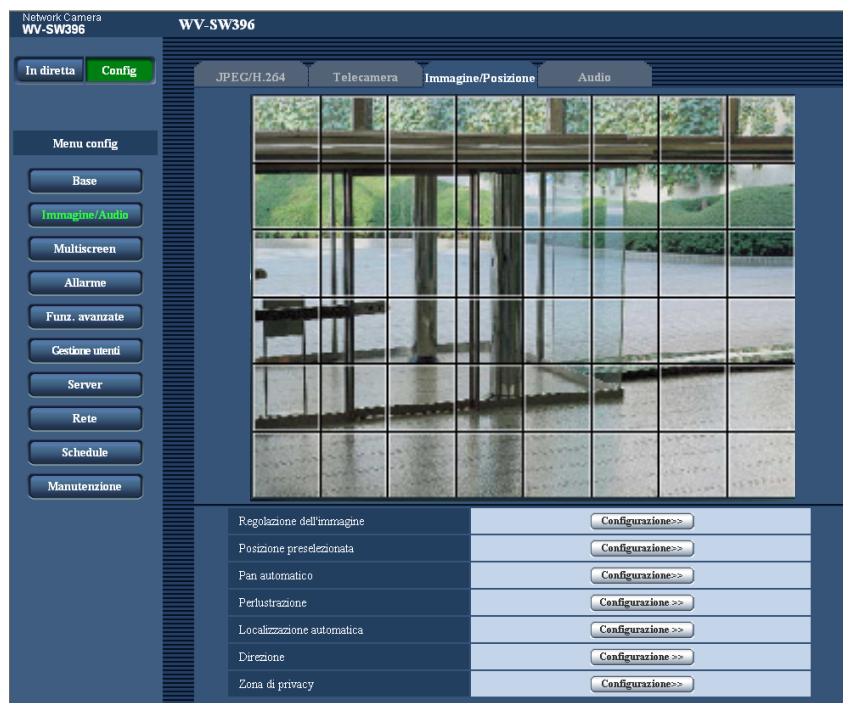 Network Camera
WV-SW396
WV-SW396
In diretta
Config
JPEG/H.264
Telecamera
Immagine/Posizione
Audio
Menu config
Base
Immagine/Audio
Multiscreen
Allarme
Funz. avanzate
Gestione utenti
Server
Rete
Schedule
Manutenzione
Regolazione dell'immagine
Configurazione>>
Posizione preselezionata
Configurazione>>
Pan automatico
Configurazione>>
Perlustrazione
Configurazione >>
Localizzazione automatica
Configurazione >>
Direzione
Configurazione >>
Zona di privacy
Configurazione>>